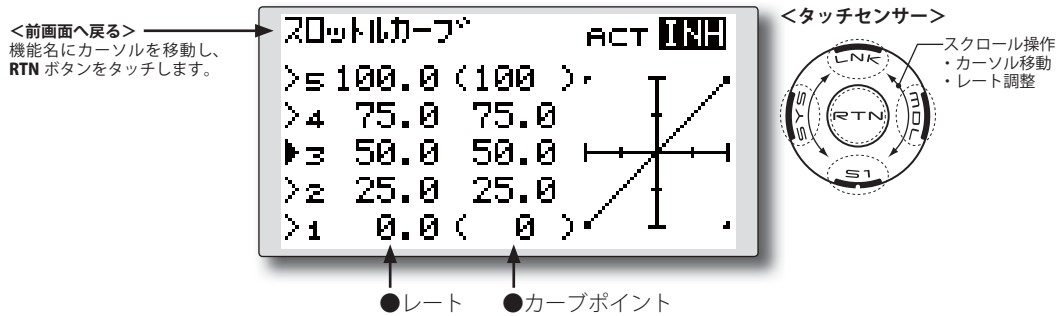 <前画面へ戻る>
機能名にカーソルを移動し、
RTN ボタンをタッチします。
スロットルカーブ ACT INH
>5 100.0 (100 )
>4 75.0 75.0
▶3 50.0 50.0
>2 25.0 25.0
>1 0.0 ( 0 )
●レート ●カーブポイント
<タッチセンサー>
スクロール操作
・カーソル移動
・レート調整
LNK
SYS
RTN
MDL
S1